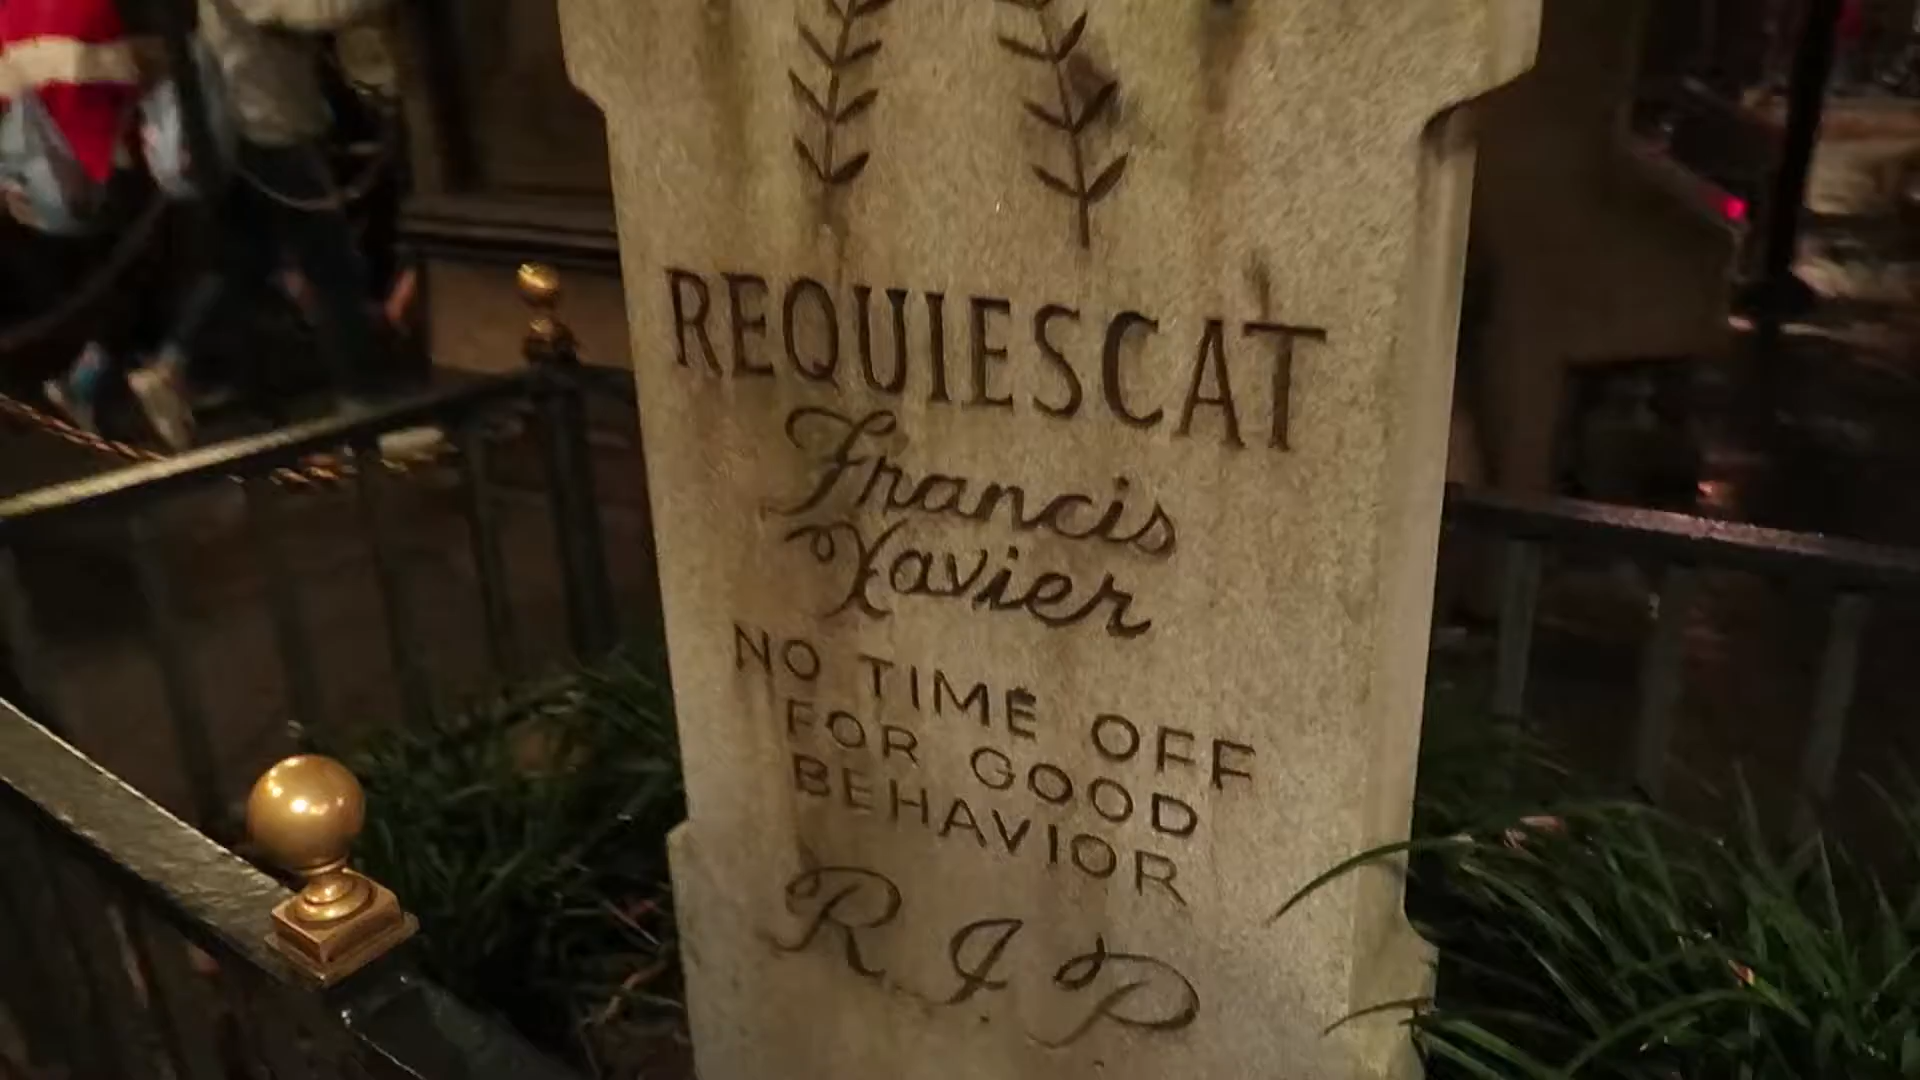 REQUIESCAT
Francis
Xavier
NO TIME OFF
FOR GOOD
BEHAVIOR
R I P